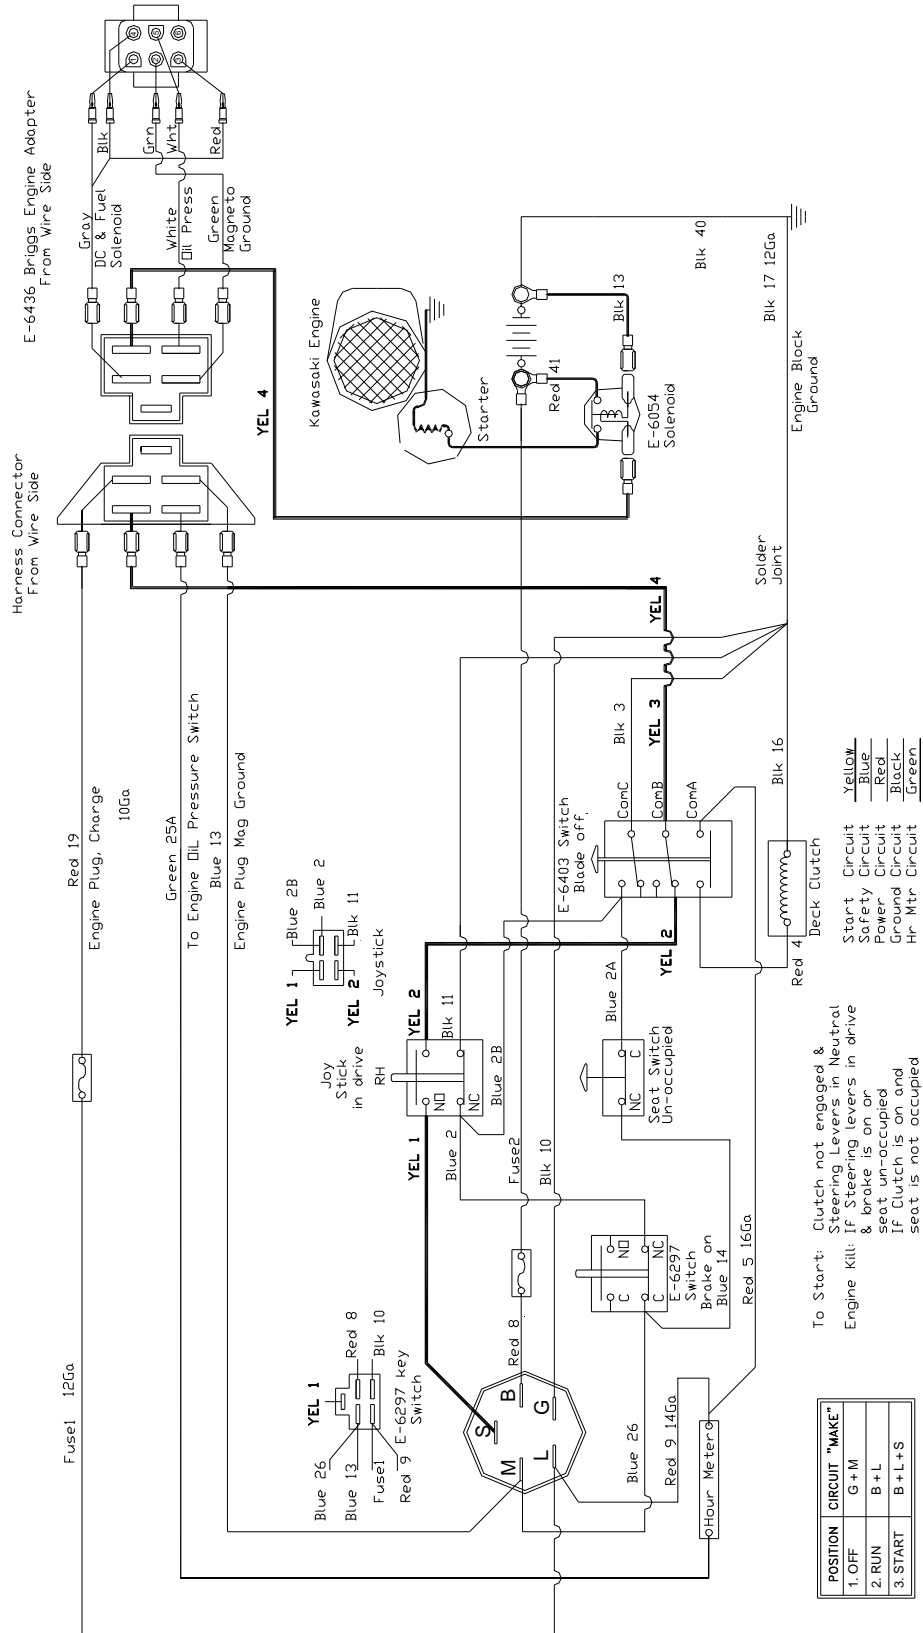 E-6436 Briggs Engine Adapter
From Wire Side
Harness Connector
From Wire Side
Gray
DC & Fuel
Solenoid
White
Oil Press
Green
Magneto
Ground
Blk
Grn
Wht
Red
1
2
3
4
5
6
YEL 4
Kawasaki Engine
Starter
Red 41
Blk 13
E-6054
Solenoid
Blk 40
Blk 17 12Ga
Engine Block
Ground
Solder
Joint
Red 19
Engine Plug, Charge
10Ga
Green 25A
To Engine Oil Pressure Switch
Blue 13
Engine Plug Mag Ground
YEL 4
YEL 3
Blk 3
Blk 16
E-6403 Switch
Blade off
ComC
ComB
ComA
Blue 2B
Blue 2
YEL 1
YEL 2
Blk 11
Joystick
Joy
Stick
in drive
RH
NO
NC
YEL 2
Blk 11
Blue 2B
YEL 2
Blue 2A
Red 4
Deck Clutch
Seat Switch
Un-occupied
NC
C
YEL 1
Blue 2
Fuse2
Blk 10
Red 8
E-6297
Switch
Brake on
Blue 14
C
NO
C
NC
Red 5 16Ga
Fuse1 12Ga
YEL 1
Red 8
Blk 10
Blue 26
Blue 13
Fuse1
Red 9
E-6297 key
Switch
S
B
M
G
L
Blue 26
Red 9 14Ga
Hour Meter
Start Circuit Yellow
Safety Circuit Blue
Power Circuit Red
Ground Circuit Black
Hr Mtr Circuit Green
To Start: Clutch not engaged &
Steering Levers in Neutral
Engine Kill: If Steering levers in drive
& brake is on or
seat un-occupied
If Clutch is on and
seat is not occupied
POSITION CIRCUIT "MAKE"
1. OFF G + M
2. RUN B + L
3. START B + L + S